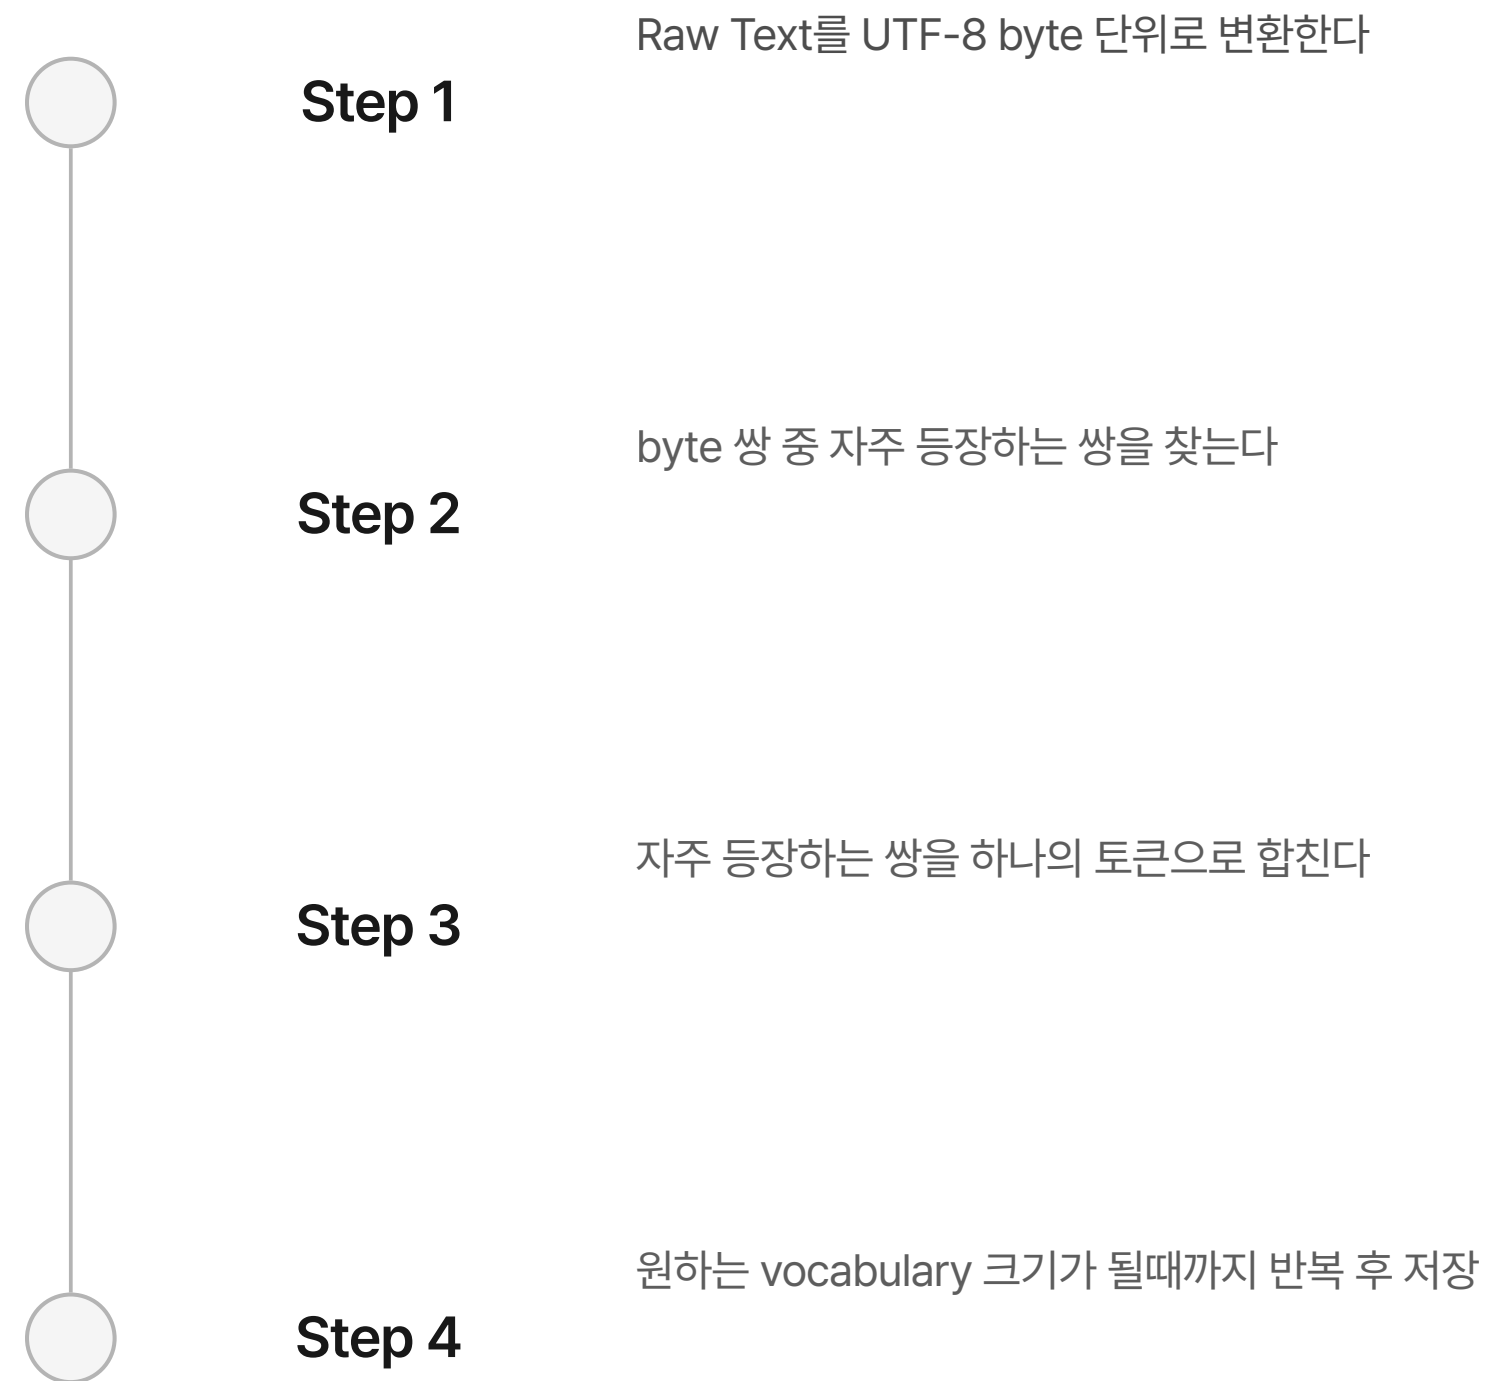 Raw Text를 UTF-8 byte 단위로 변환한다
Step 1
byte 쌍 중 자주 등장하는 쌍을 찾는다
Step 2
자주 등장하는 쌍을 하나의 토큰으로 합친다
Step 3
원하는 vocabulary 크기가 될때까지 반복 후 저장
Step 4